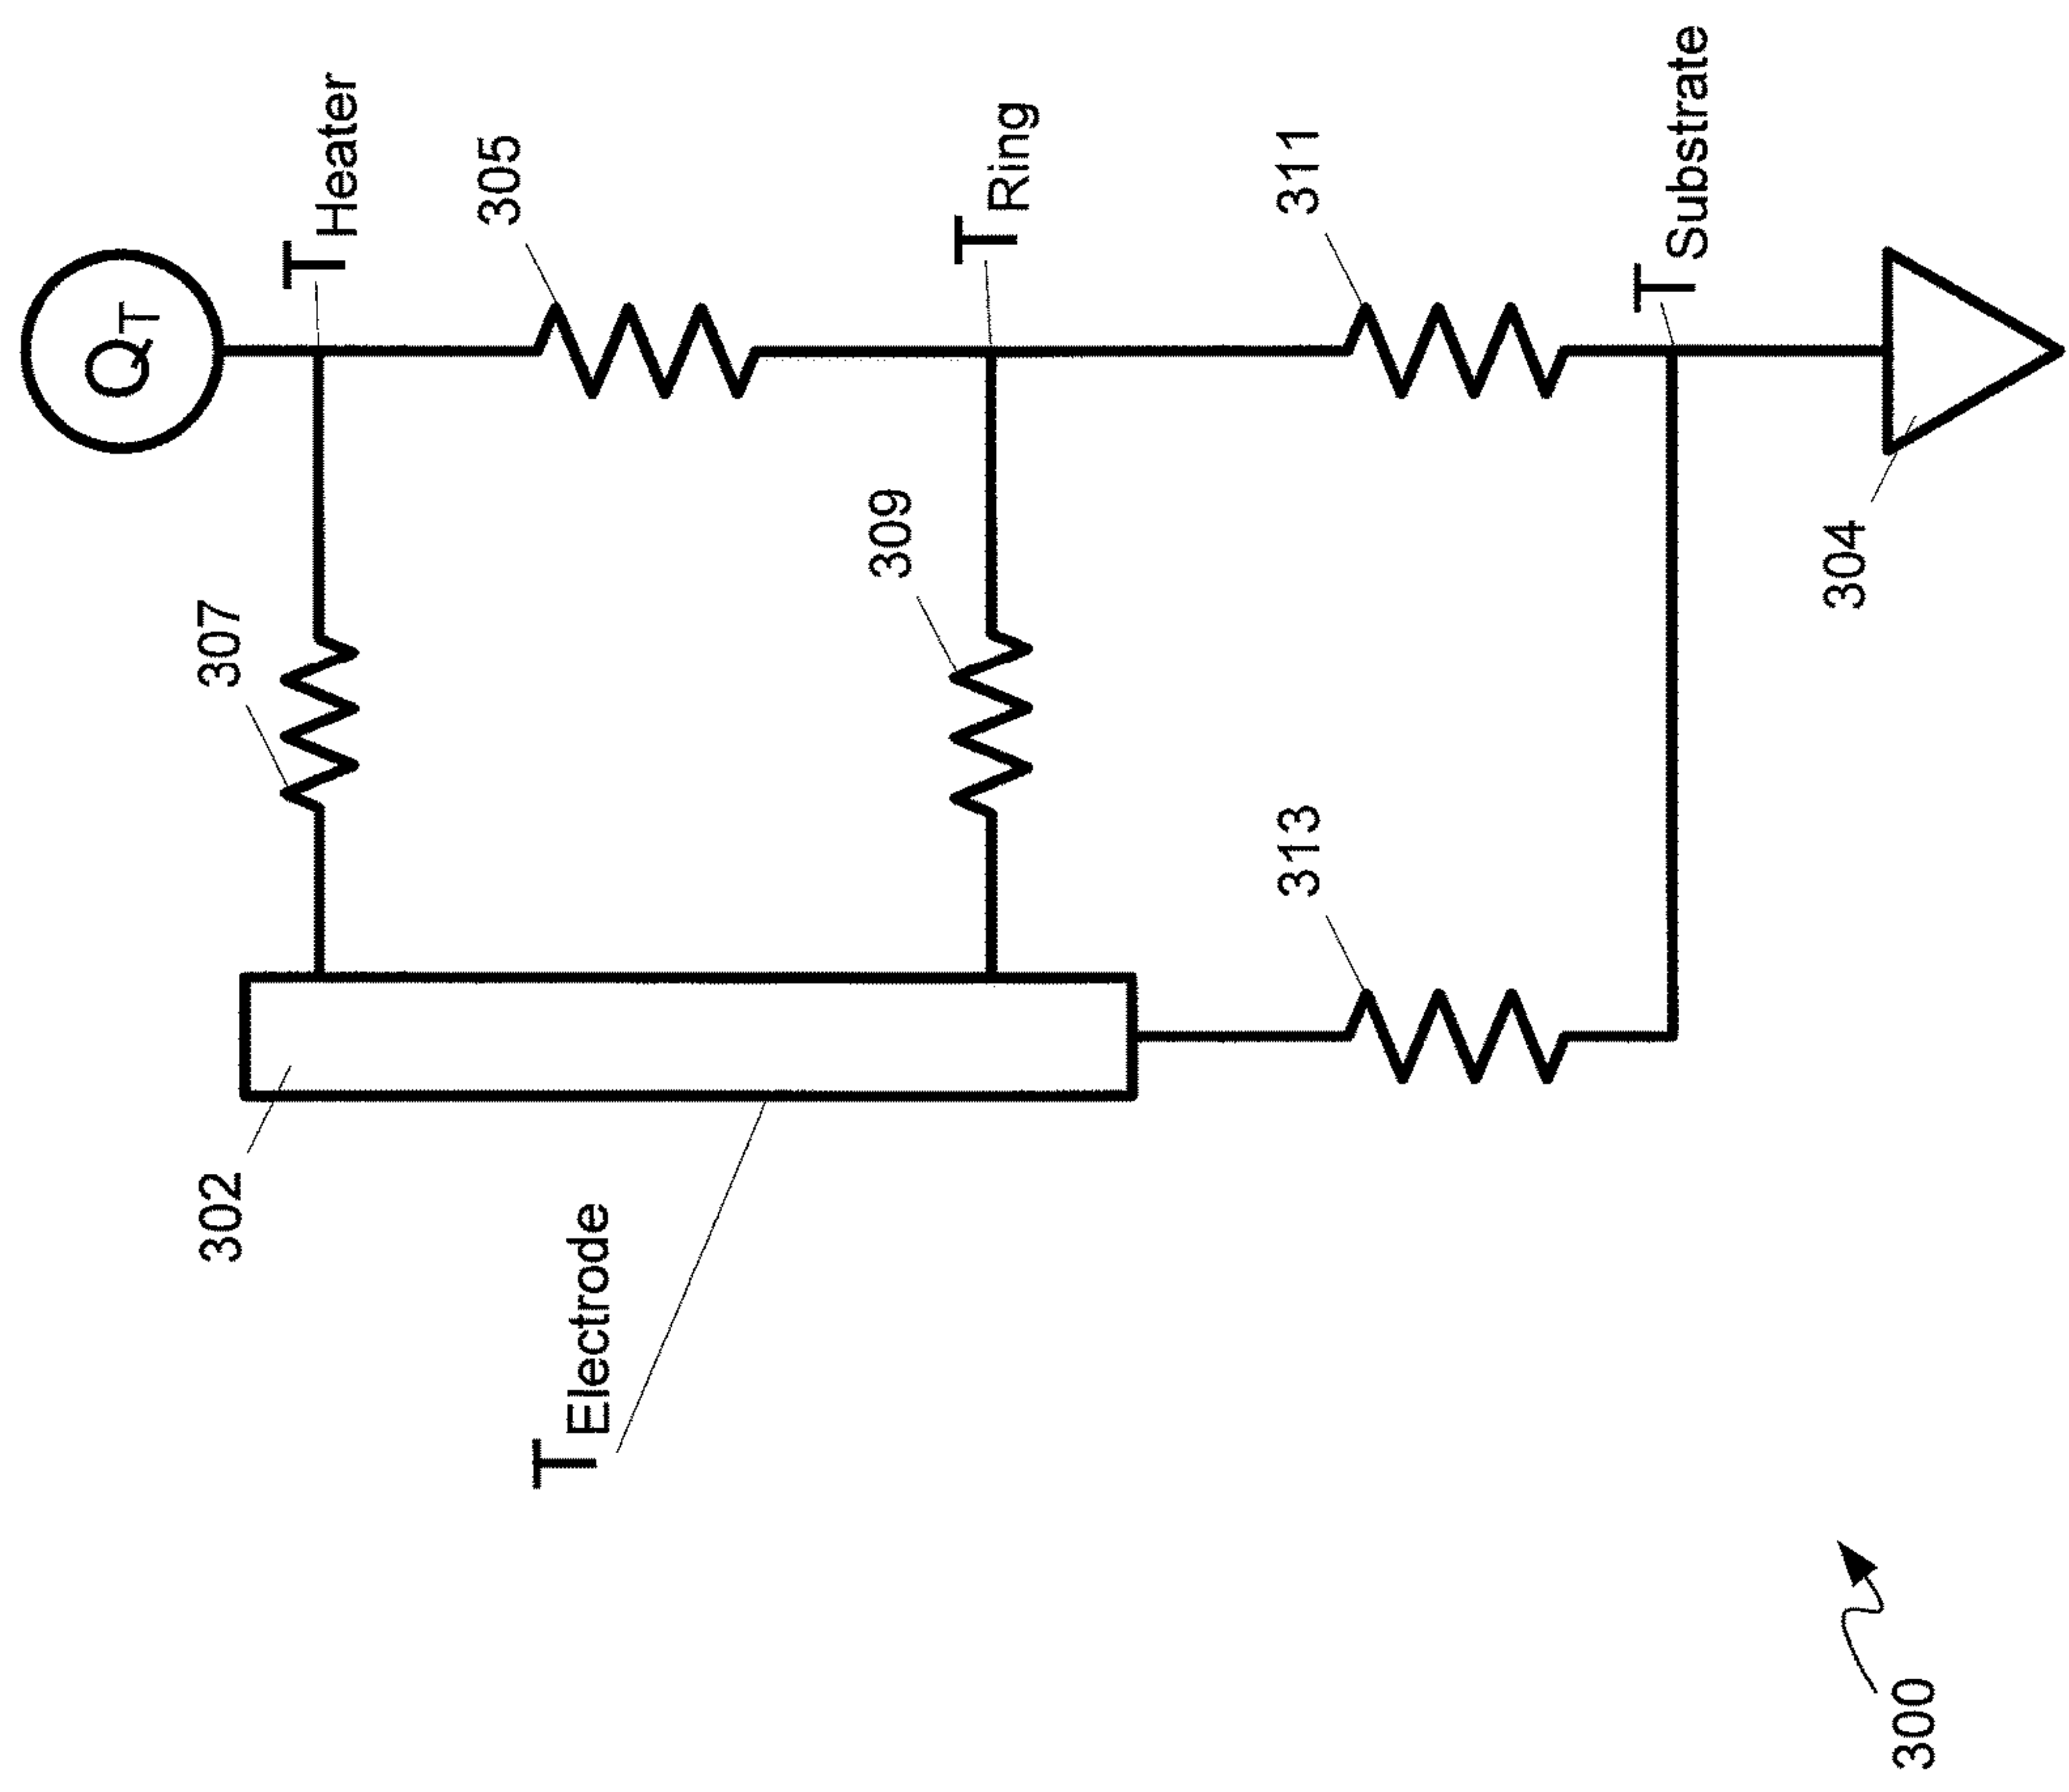 Q_T
T_Heater
305
T_Ring
311
T_Substrate
307
309
304
313
302
T_Electrode
300